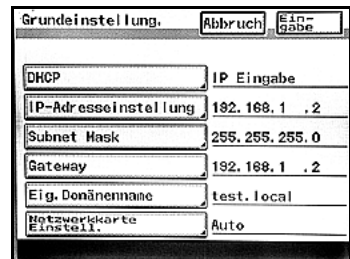 Grundeinstellung. Abbruch Ein-
gabe
DHCP IP Eingabe
IP-Adresseinstellung 192.168.1 .2
Subnet Mask 255.255.255.0
Gateway 192.168.1 .2
Eig.Donänenname test.local
Netzwerkkarte
Einstell. Auto